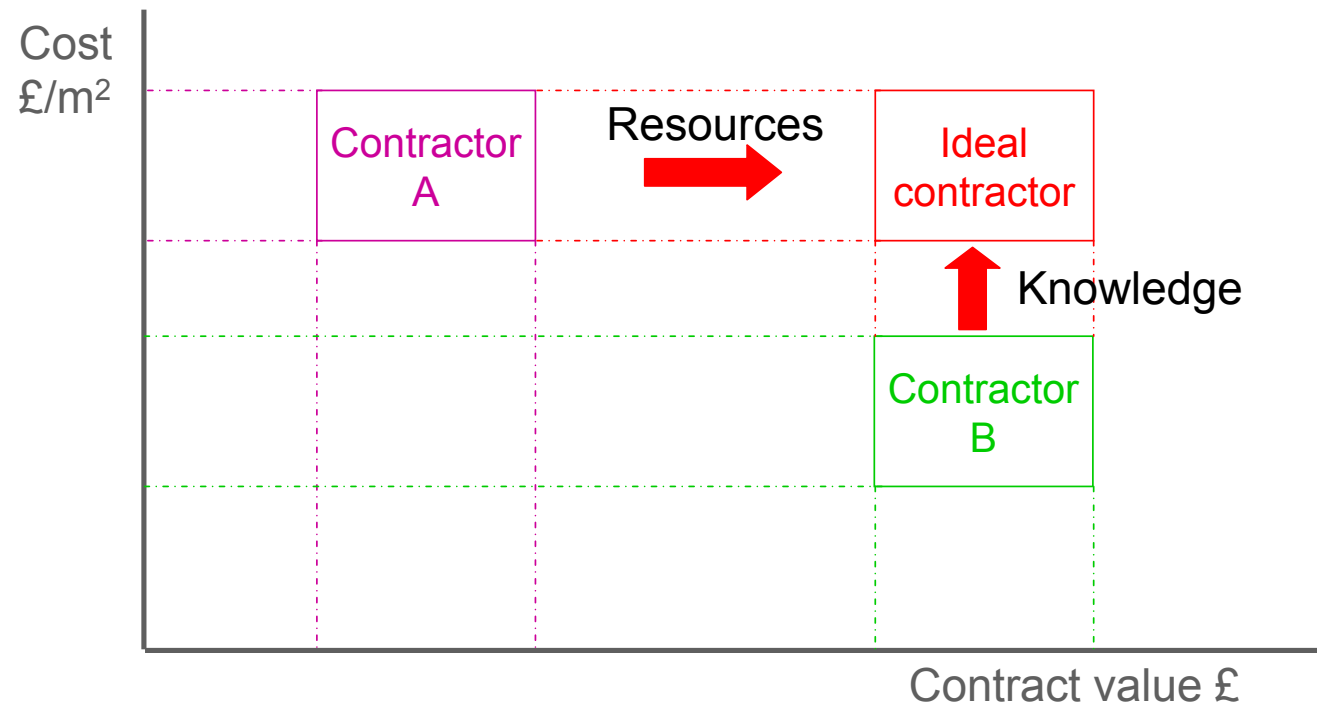 Cost
£/m²
Contractor
A
Resources
Ideal
contractor
Knowledge
Contractor
B
Contract value £